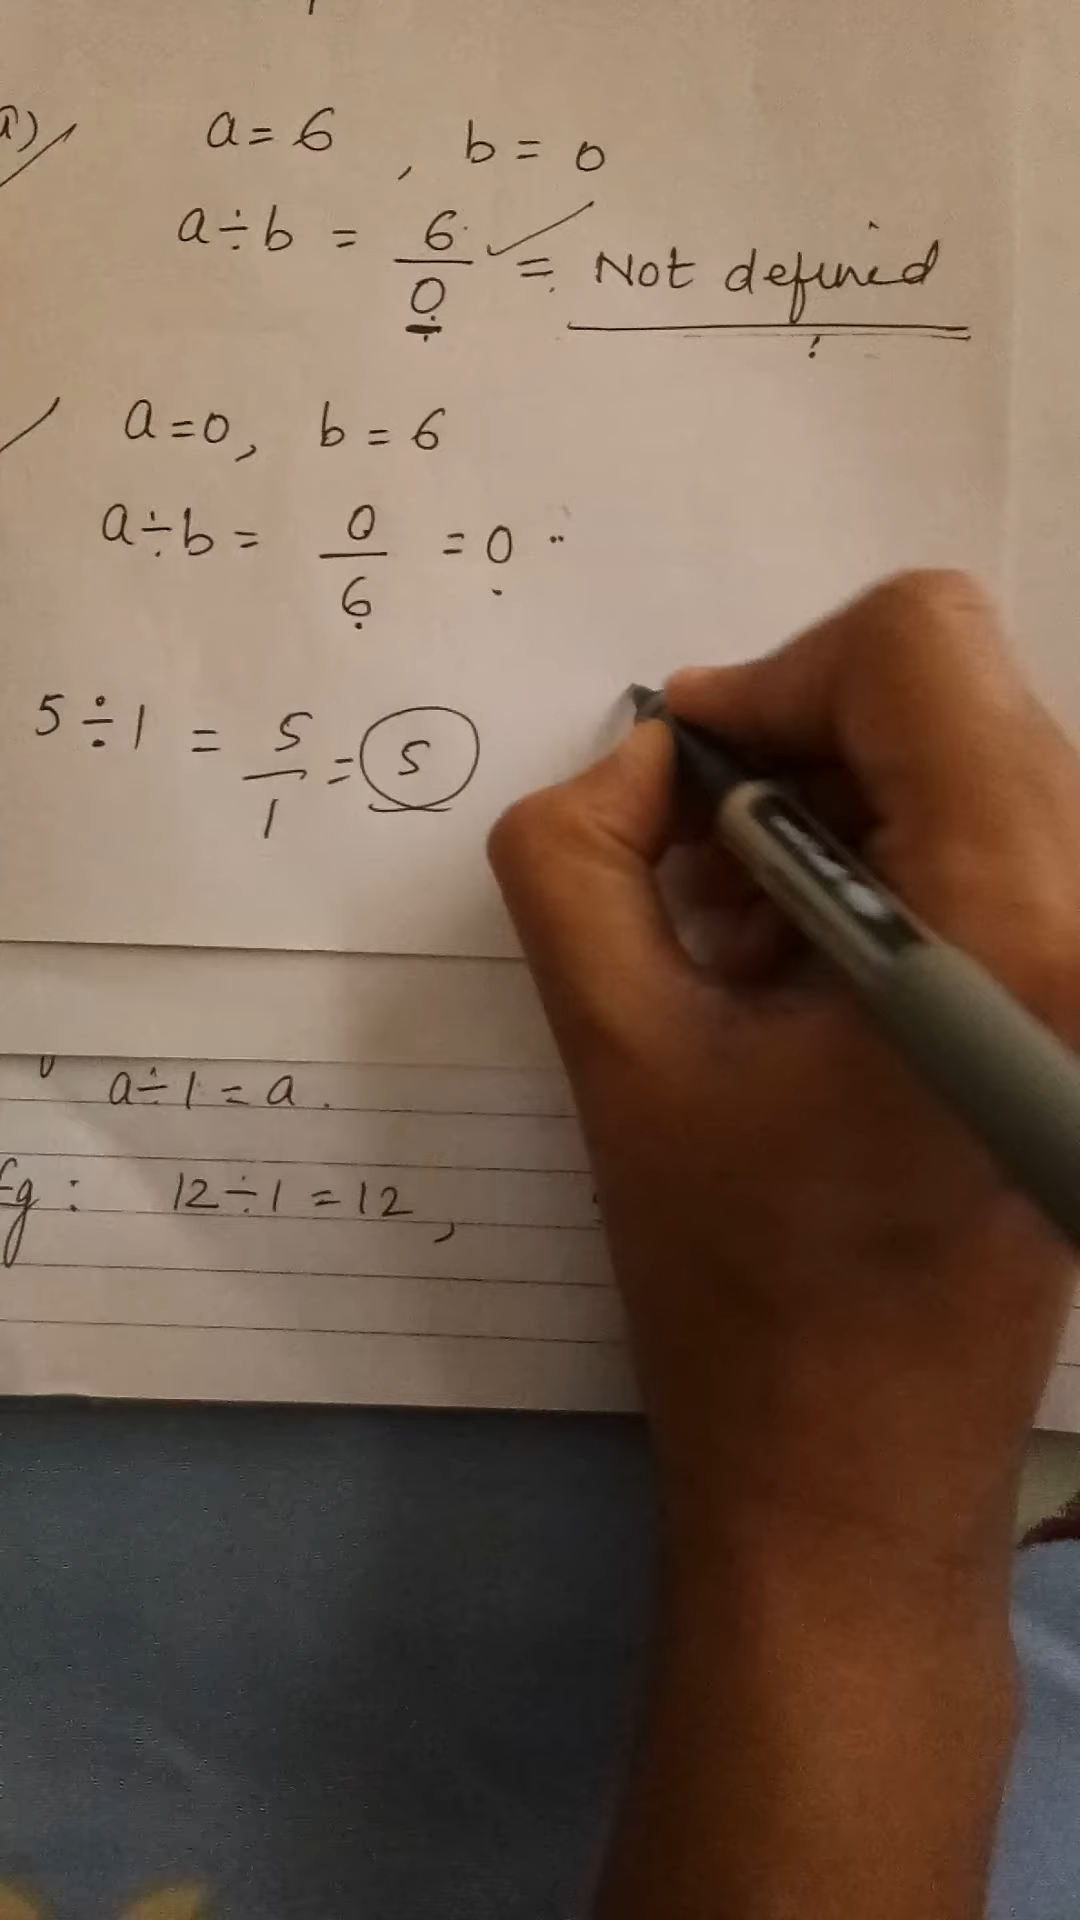 a = 6 , b = 0
a ÷ b = 6/0 = Not defined
a = 0, b = 6
a ÷ b = 0/6 = 0
5 ÷ 1 = 5/1 = 5
a ÷ 1 = a.
Eg : 12 ÷ 1 = 12,